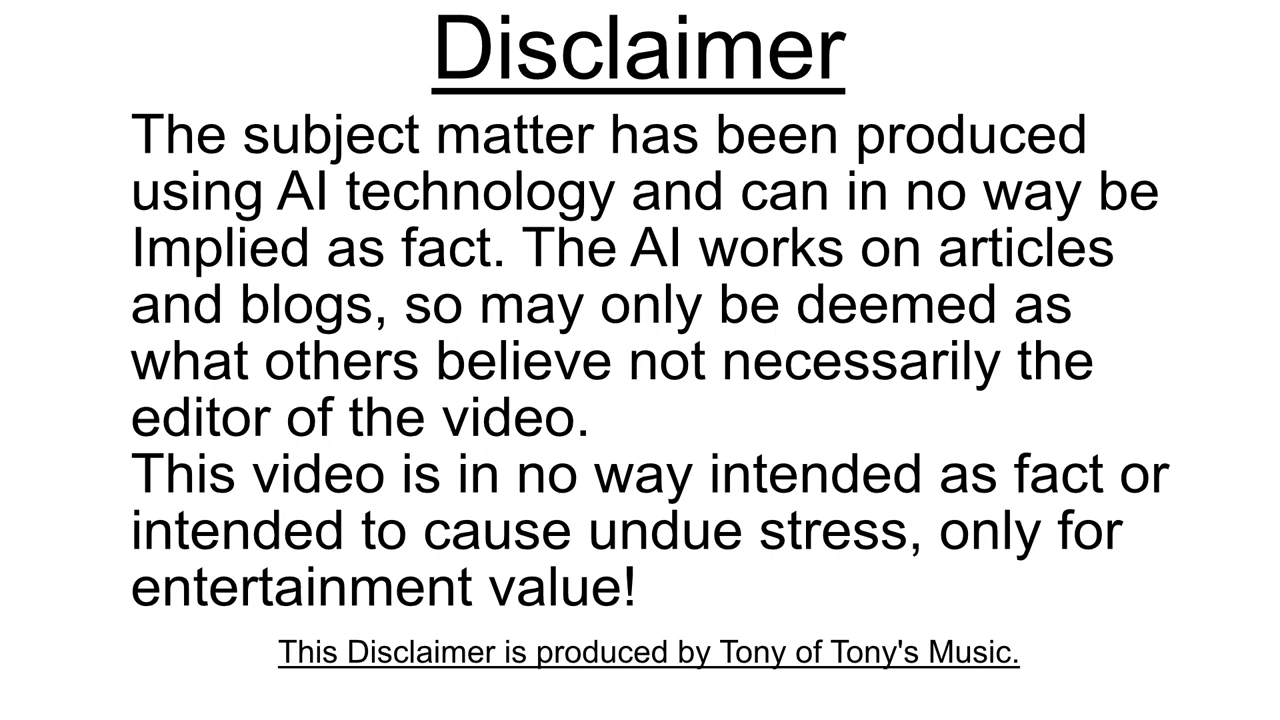 Disclaimer
The subject matter has been produced
using AI technology and can in no way be
Implied as fact. The AI works on articles
and blogs, so may only be deemed as
what others believe not necessarily the
editor of the video.
This video is in no way intended as fact or
intended to cause undue stress, only for
entertainment value!
This Disclaimer is produced by Tony of Tony's Music.